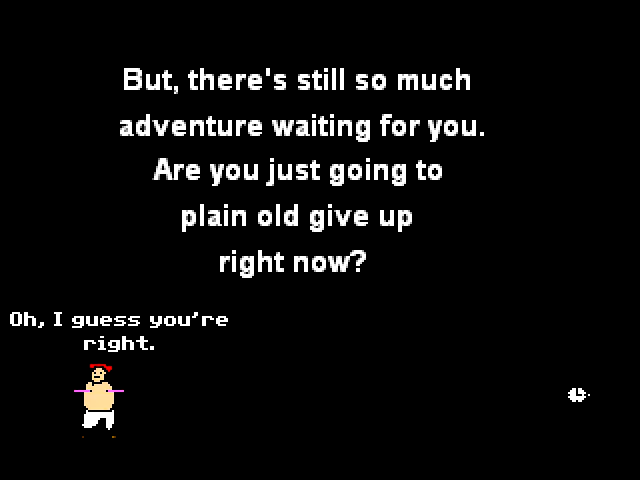 But, there's still so much
adventure waiting for you.
Are you just going to
plain old give up
right now?
Oh, I guess you're
right.